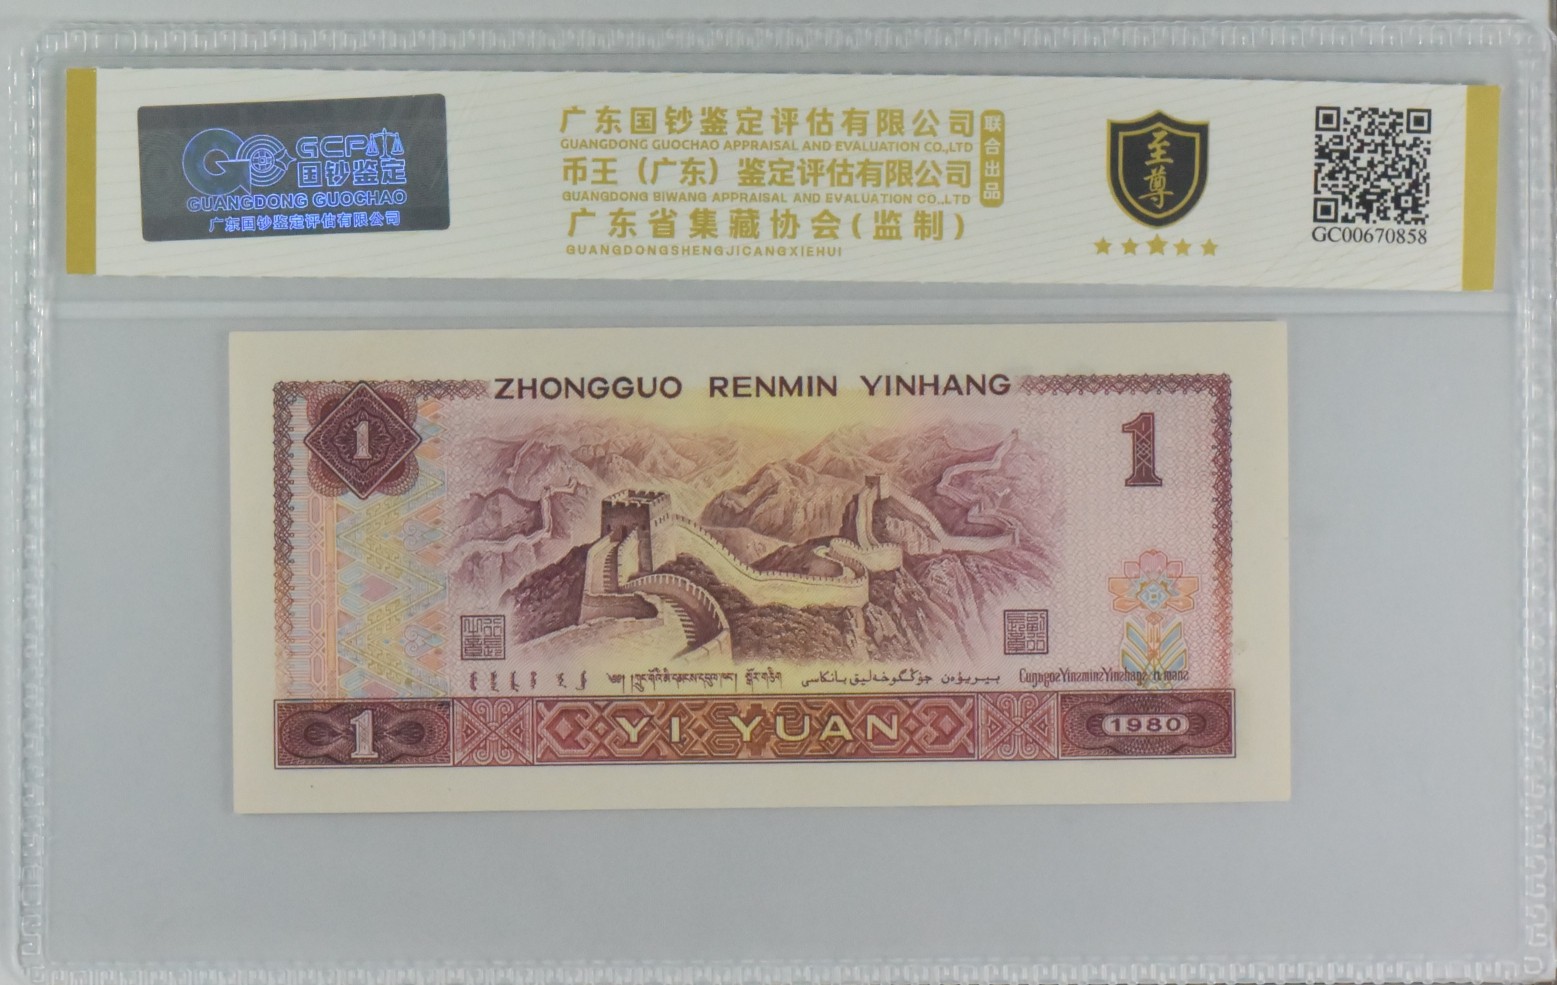 GCP
国钞鉴定
GUANGDONG GUOCHAO
广东国钞鉴定评估有限公司
广东国钞鉴定评估有限公司
GUANGDONG GUOCHAO APPRAISAL AND EVALUATION CO.,LTD
币王（广东）鉴定评估有限公司
GUANGDONG BIWANG APPRAISAL AND EVALUATION CO.,LTD
联合出品
广东省集藏协会(监制)
GUANGDONGSHENGJICANGXIEHUI
至尊
GC00670858
ZHONGGUO RENMIN YINHANG
1
1
1
YI YUAN
1980